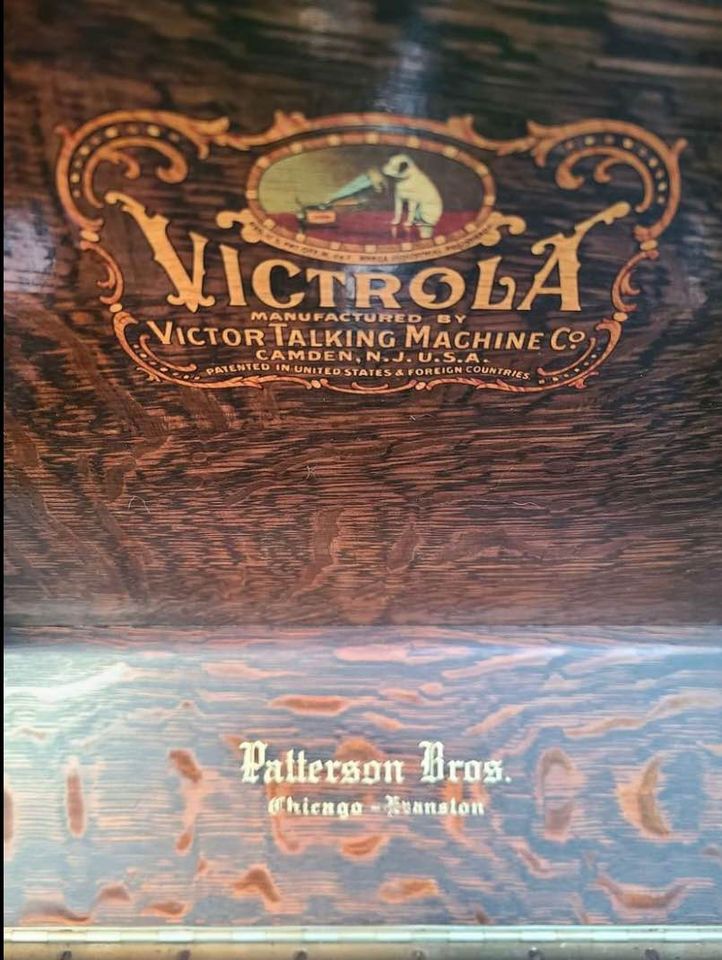 VICTROLA
MANUFACTURED BY
VICTOR TALKING MACHINE Co.
CAMDEN, N.J. U.S.A.
PATENTED IN UNITED STATES & FOREIGN COUNTRIES.
Patterson Bros.
Chicago - Evanston